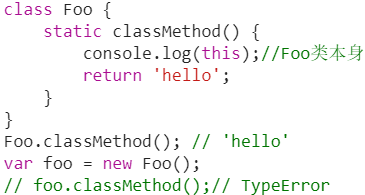 class Foo {
    static classMethod() {
        console.log(this);//Foo类本身
        return 'hello';
    }
}
Foo.classMethod(); // 'hello'
var foo = new Foo();
// foo.classMethod();// TypeError